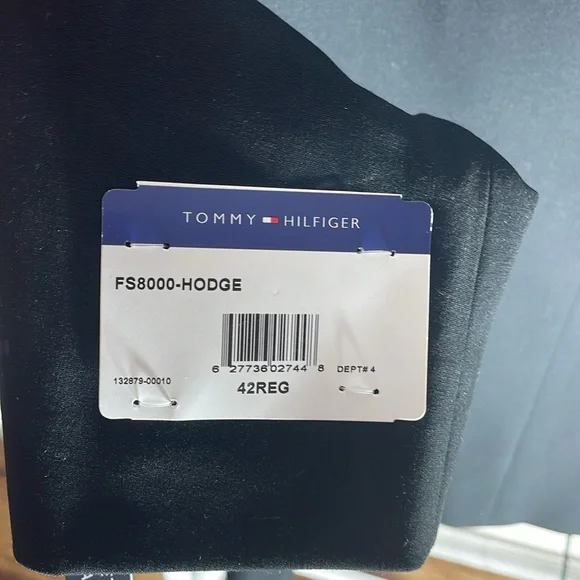 TOMMY HILFIGER
FS8000-HODGE
6 27736 02744 8 DEPT# 4
132879-00010
42REG